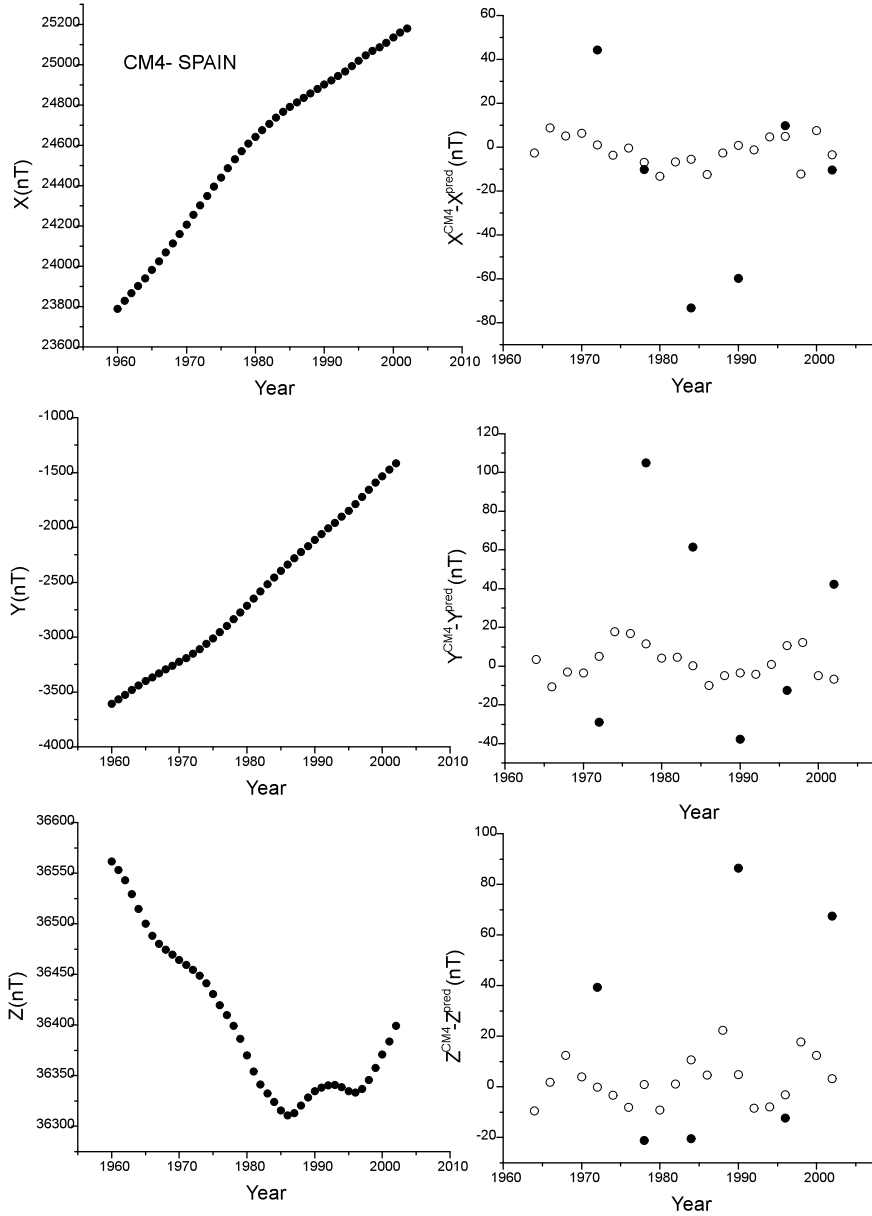 CM4- SPAIN
X(nT)
25200
25000
24800
24600
24400
24200
24000
23800
23600
1960 1970 1980 1990 2000 2010
Year
X^CM4-X^pred (nT)
60
40
20
0
-20
-40
-60
-80
1960 1970 1980 1990 2000
Year
Y(nT)
-1000
-1500
-2000
-2500
-3000
-3500
-4000
1960 1970 1980 1990 2000 2010
Year
Y^CM4-Y^pred (nT)
120
100
80
60
40
20
0
-20
-40
1960 1970 1980 1990 2000
Year
Z(nT)
36600
36550
36500
36450
36400
36350
36300
1960 1970 1980 1990 2000 2010
Year
Z^CM4-Z^pred (nT)
100
80
60
40
20
0
-20
1960 1970 1980 1990 2000
Year